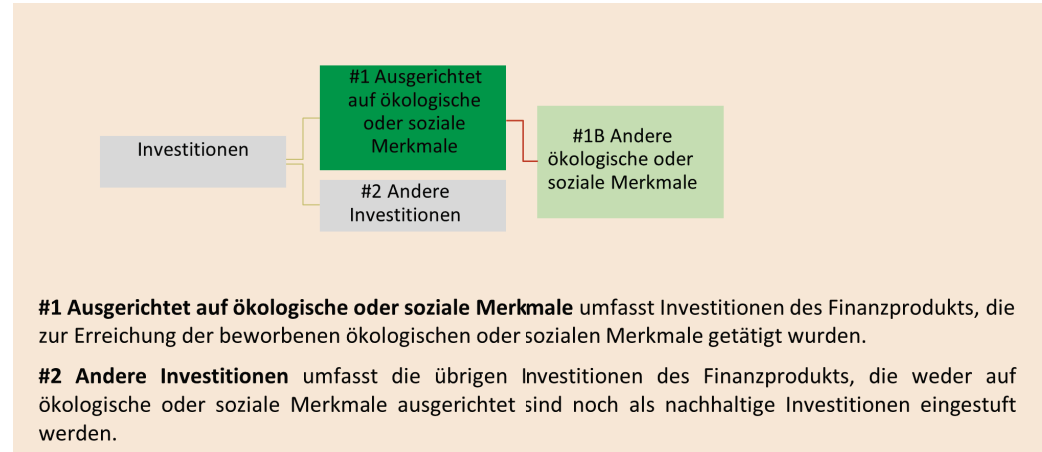 #1 Ausgerichtet
auf ökologische
oder soziale
Merkmale
Investitionen
#2 Andere
Investitionen
#1B Andere
ökologische oder
soziale Merkmale
#1 Ausgerichtet auf ökologische oder soziale Merkmale umfasst Investitionen des Finanzprodukts, die
zur Erreichung der beworbenen ökologischen oder sozialen Merkmale getätigt wurden.
#2 Andere Investitionen umfasst die übrigen Investitionen des Finanzprodukts, die weder auf
ökologische oder soziale Merkmale ausgerichtet sind noch als nachhaltige Investitionen eingestuft
werden.